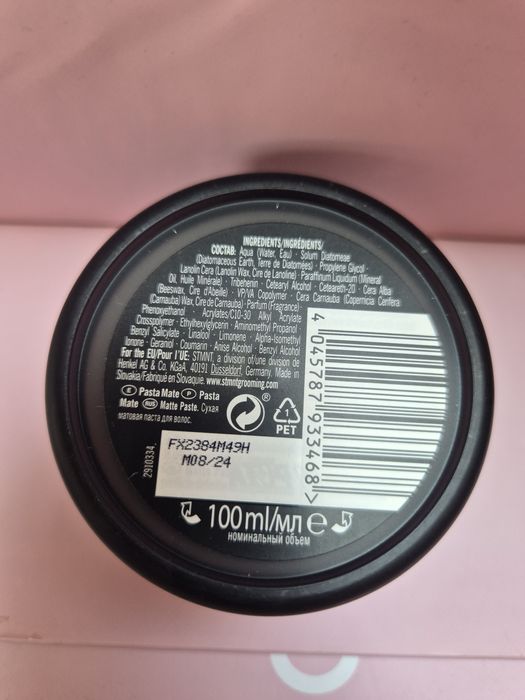 INGREDIENTS/INGRÉDIENTS/
СОСТАВ: Aqua (Water, Eau) · Solum Diatomeae
(Diatomaceous Earth, Terre de Diatomées) · Propylene Glycol ·
Lanolin Cera (Lanolin Wax, Cire de Lanoline) · Paraffinum Liquidum (Mineral
Oil, Huile Minérale) · Tribehenin · Cetearyl Alcohol · Ceteareth-20 · Cera Alba
(Beeswax, Cire d'Abeille) · VP/VA Copolymer · Cera Carnauba (Copernicia Cerifera
(Carnauba) Wax, Cire de Carnauba) · Parfum (Fragrance) ·
Phenoxyethanol · Acrylates/C10-30 Alkyl Acrylate
Crosspolymer · Ethylhexylglycerin · Aminomethyl Propanol ·
Benzyl Salicylate · Linalool · Limonene · Alpha-Isomethyl
Ionone · Geraniol · Coumarin · Anise Alcohol · Benzyl Alcohol
For the EU/Pour l'UE: STMNT, a division of/une division de
Henkel AG & Co. KGaA, 40191 Düsseldorf, Germany. Made in
Slovakia/Fabriqué en Slovaquie. www.stmntgrooming.com
E Pasta Mate P Pasta
Mate RUS Matte Paste. Сухая
матовая паста для волос.
®
1
PET
4 045787 933468 >
2910334
FX2384M49H
M08/24
100 ml/мл e
номинальный объем